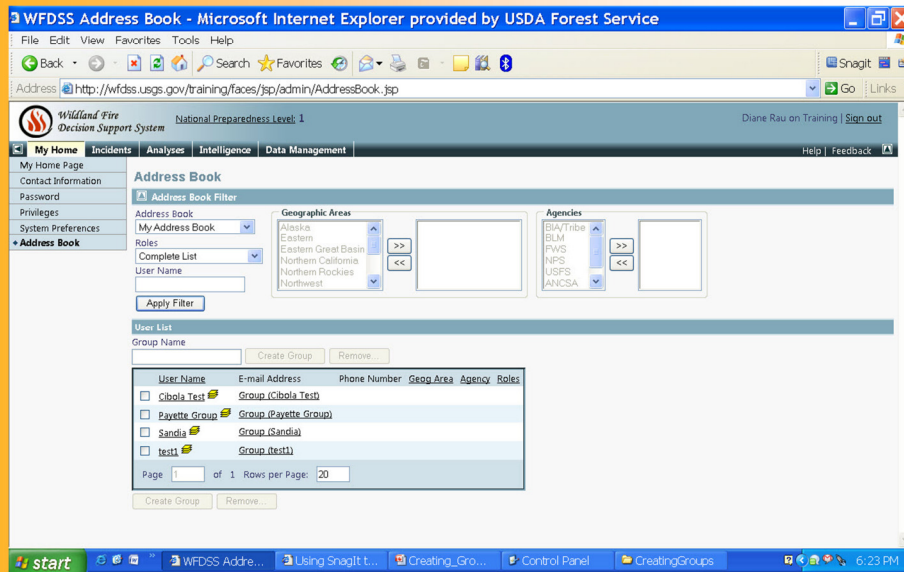 WFDSS Address Book - Microsoft Internet Explorer provided by USDA Forest Service
File Edit View Favorites Tools Help
Back Search Favorites Snagit
Address http://wfdss.usgs.gov/training/faces/jsp/admin/AddressBook.jsp Go Links
Wildland Fire
Decision Support System
National Preparedness Level: 1
Diane Rau on Training | Sign out
My Home Incidents Analyses Intelligence Data Management Help | Feedback
My Home Page
Contact Information
Password
Privileges
System Preferences
Address Book
Address Book
Address Book Filter
Address Book
My Address Book
Roles
Complete List
User Name
Apply Filter
Geographic Areas
Alaska
Eastern
Eastern Great Basin
Northern California
Northern Rockies
Northwest
>>
<<
Agencies
BIA/Tribe
BLM
FWS
NPS
USFS
ANCSA
>>
<<
User List
Group Name
Create Group Remove...
User Name E-mail Address Phone Number Geog Area Agency Roles
Cibola Test Group (Cibola Test)
Payette Group Group (Payette Group)
Sandia Group (Sandia)
test1 Group (test1)
Page 1 of 1 Rows per Page: 20
Create Group Remove...
start WFDSS Addre... Using SnagIt t... Creating_Gro... Control Panel CreatingGroups 6:23 PM